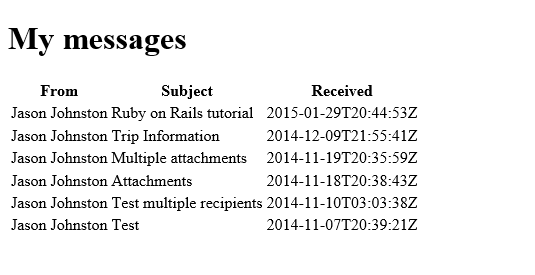 My messages
From Subject Received
Jason Johnston Ruby on Rails tutorial 2015-01-29T20:44:53Z
Jason Johnston Trip Information 2014-12-09T21:55:41Z
Jason Johnston Multiple attachments 2014-11-19T20:35:59Z
Jason Johnston Attachments 2014-11-18T20:38:43Z
Jason Johnston Test multiple recipients 2014-11-10T03:03:38Z
Jason Johnston Test 2014-11-07T20:39:21Z